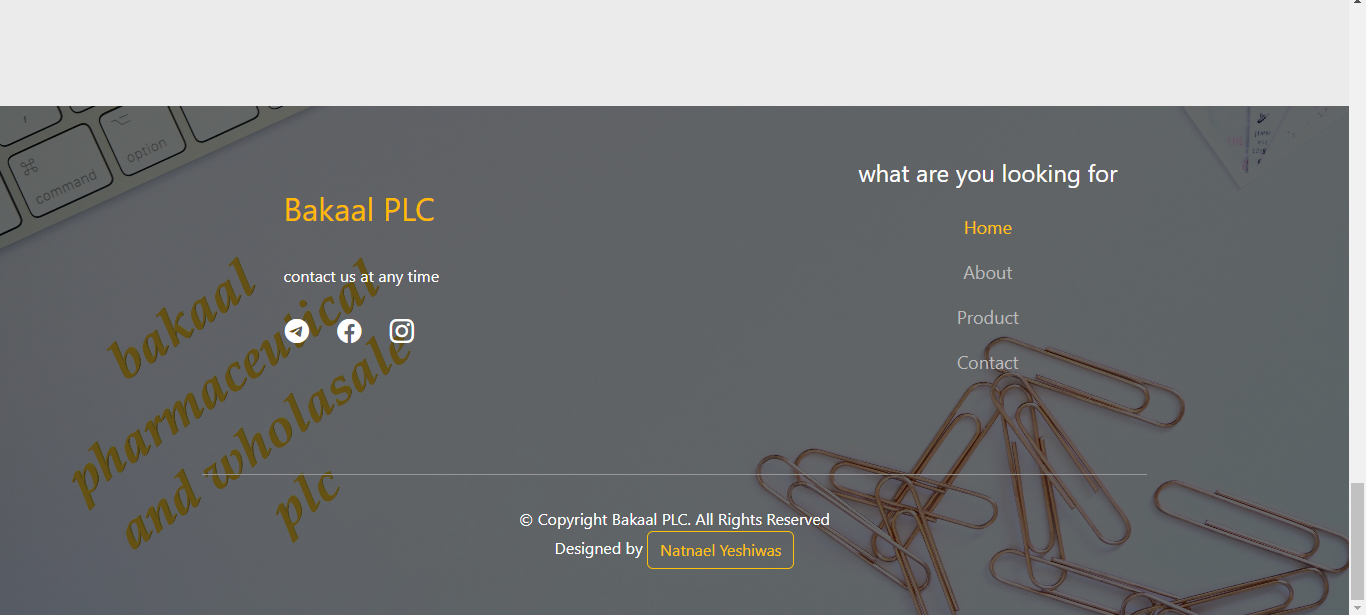 command
option
Bakaal PLC
contact us at any time
bakaal
pharmaceutical
and wholasale
plc
what are you looking for
Home
About
Product
Contact
© Copyright Bakaal PLC. All Rights Reserved
Designed by Natnael Yeshiwas